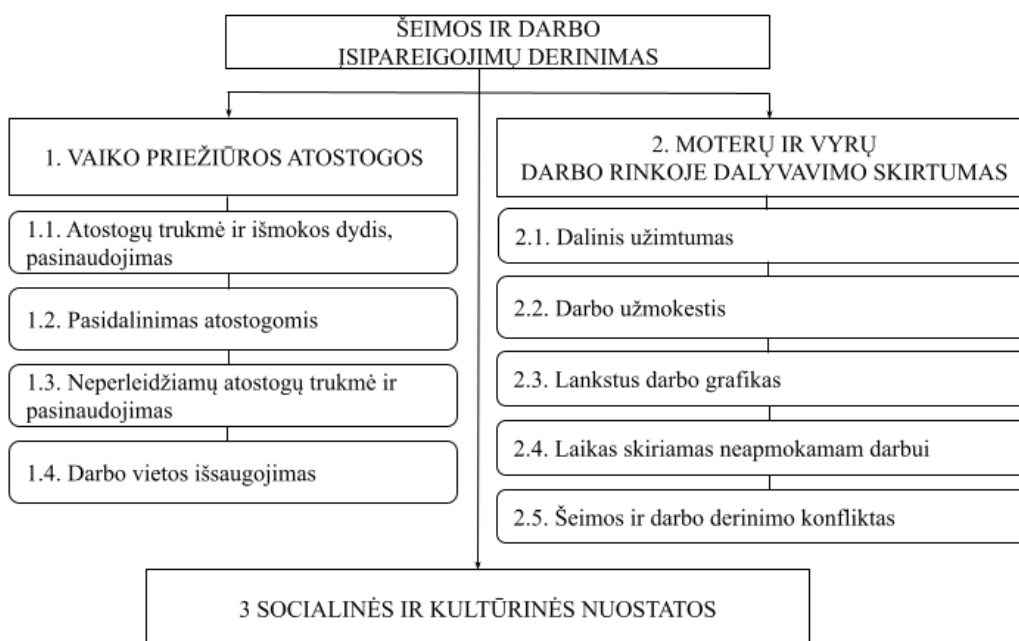 ŠEIMOS IR DARBO
ĮSIPAREIGOJIMŲ DERINIMAS
1. VAIKO PRIEŽIŪROS ATOSTOGOS
1.1. Atostogų trukmė ir išmokos dydis,
pasinaudojimas
1.2. Pasidalinimas atostogomis
1.3. Neperleidžiamų atostogų trukmė ir
pasinaudojimas
1.4. Darbo vietos išsaugojimas
2. MOTERŲ IR VYRŲ
DARBO RINKOJE DALYVAVIMO SKIRTUMAS
2.1. Dalinis užimtumas
2.2. Darbo užmokestis
2.3. Lankstus darbo grafikas
2.4. Laikas skiriamas neapmokamam darbui
2.5. Šeimos ir darbo derinimo konfliktas
3 SOCIALINĖS IR KULTŪRINĖS NUOSTATOS